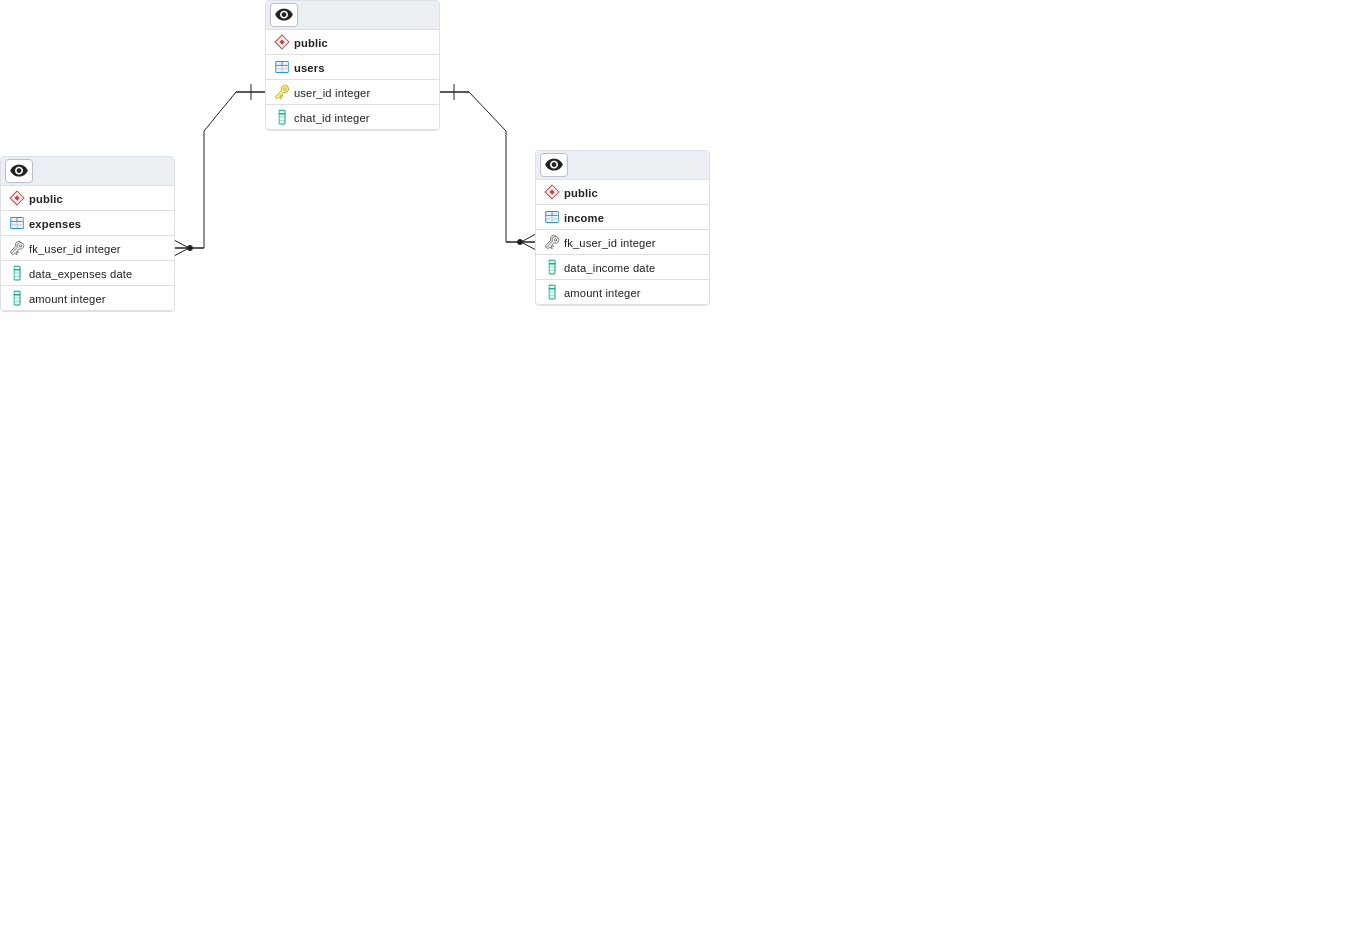 public
users
user_id integer
chat_id integer
public
expenses
fk_user_id integer
data_expenses date
amount integer
public
income
fk_user_id integer
data_income date
amount integer